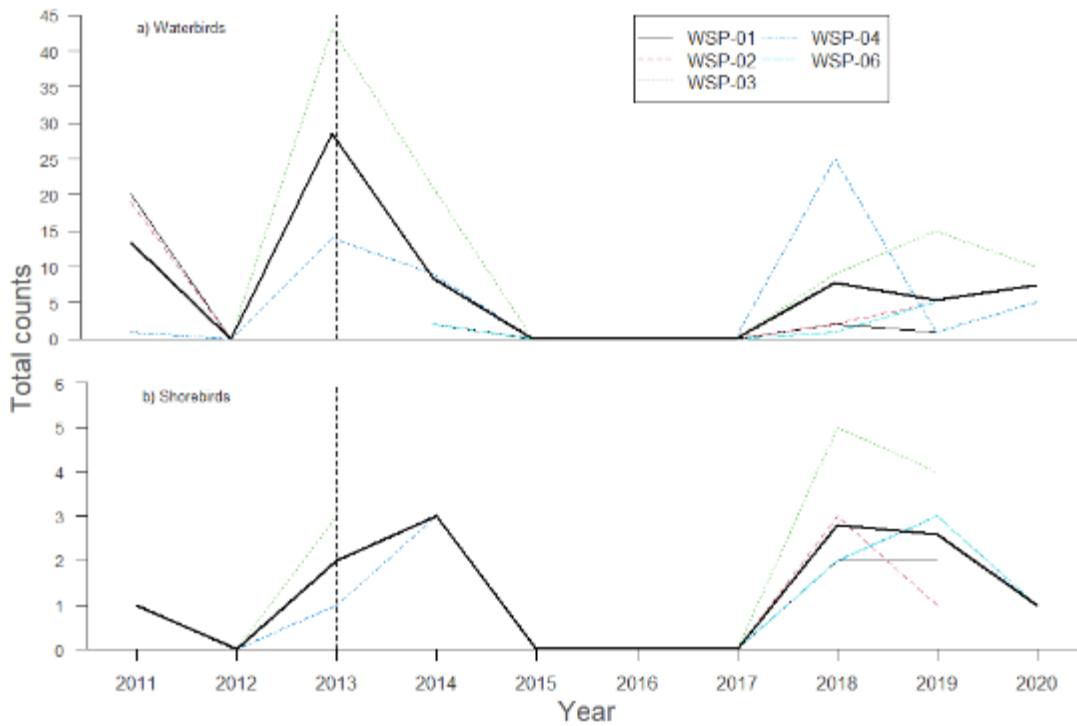 a) Waterbirds
WSP-01 WSP-04
WSP-02 WSP-06
WSP-03
45
40
35
30
25
20
15
10
5
0
Total counts
b) Shorebirds
6
5
4
3
2
1
0
2011 2012 2013 2014 2015 2016 2017 2018 2019 2020
Year